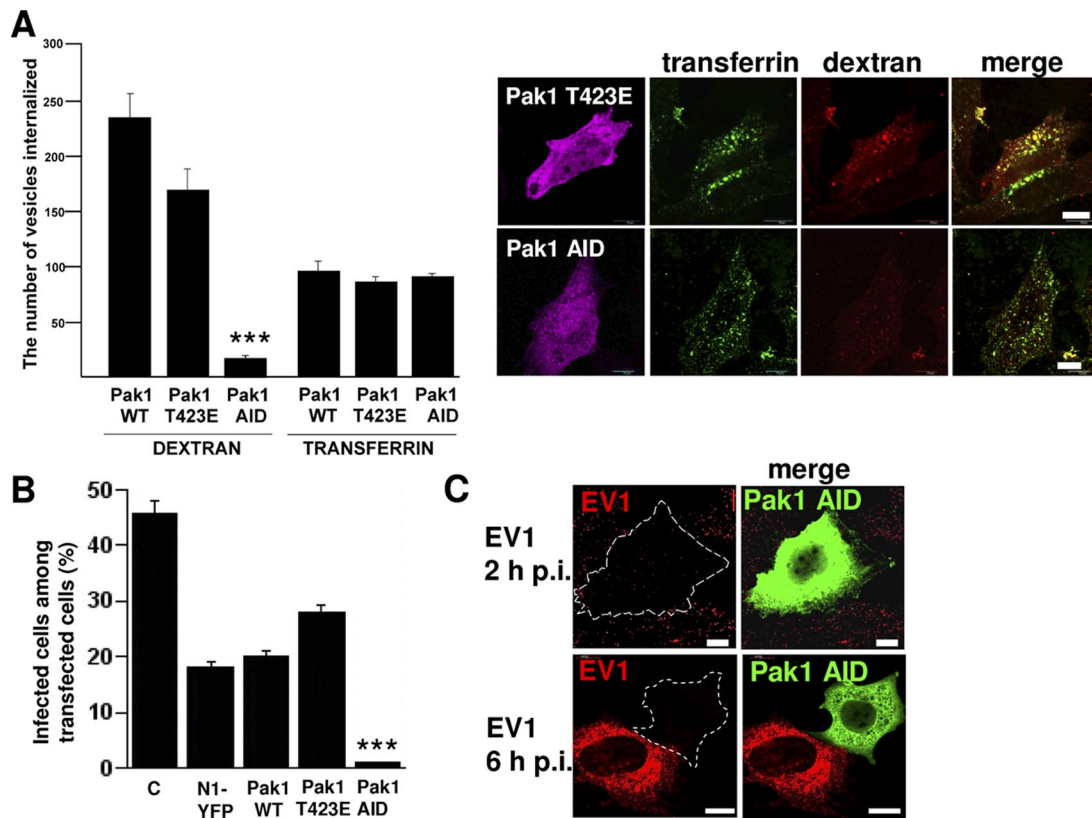 A
300
250
200
150
100
50
The number of vesicles internalized
***
Pak1 WT
Pak1 T423E
Pak1 AID
Pak1 WT
Pak1 T423E
Pak1 AID
DEXTRAN
TRANSFERRIN
transferrin
dextran
merge
Pak1 T423E
Pak1 AID
B
50
40
30
20
10
0
Infected cells among
transfected cells (%)
***
C
N1-YFP
Pak1 WT
Pak1 T423E
Pak1 AID
C
merge
EV1
2 h p.i.
EV1
Pak1 AID
EV1
6 h p.i.
EV1
Pak1 AID